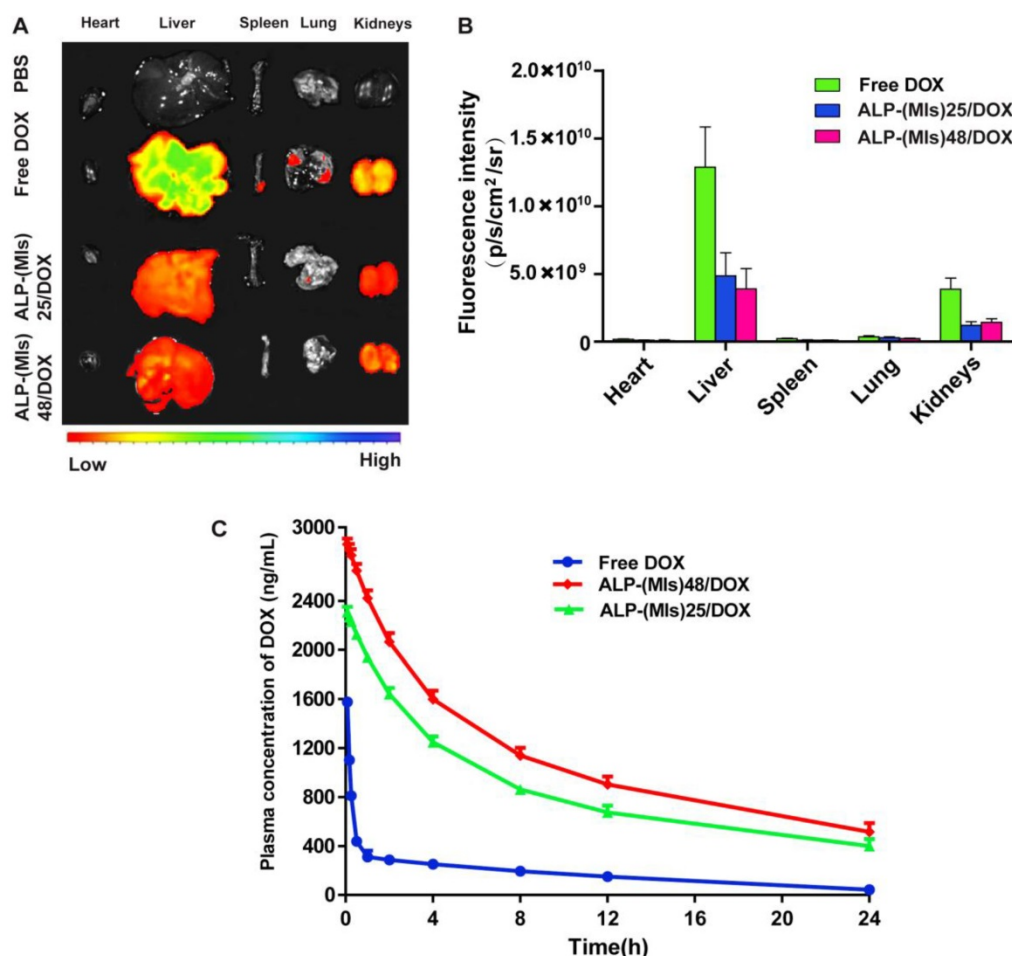 A
Heart Liver Spleen Lung Kidneys
PBS
Free DOX
ALP-(MIs)
25/DOX
ALP-(MIs)
48/DOX
Low High
B
Fluorescence intensity
(p/s/cm²/sr)
2.0×10¹⁰
1.5×10¹⁰
1.0×10¹⁰
5.0×10⁹
0
Free DOX
ALP-(MIs)25/DOX
ALP-(MIs)48/DOX
Heart Liver Spleen Lung Kidneys
C
Plasma concentration of DOX (ng/mL)
3000
2400
2000
1600
1200
800
400
0
Free DOX
ALP-(MIs)48/DOX
ALP-(MIs)25/DOX
0 4 8 12 16 20 24
Time(h)